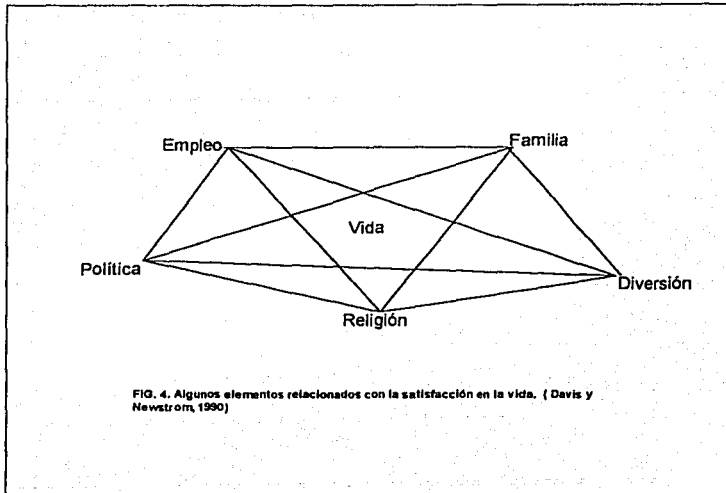 Empleo
Familia
Vida
Política
Diversión
Religión
FIG. 4. Algunos elementos relacionados con la satisfacción en la vida. ( Davis y
Newstrom, 1990)